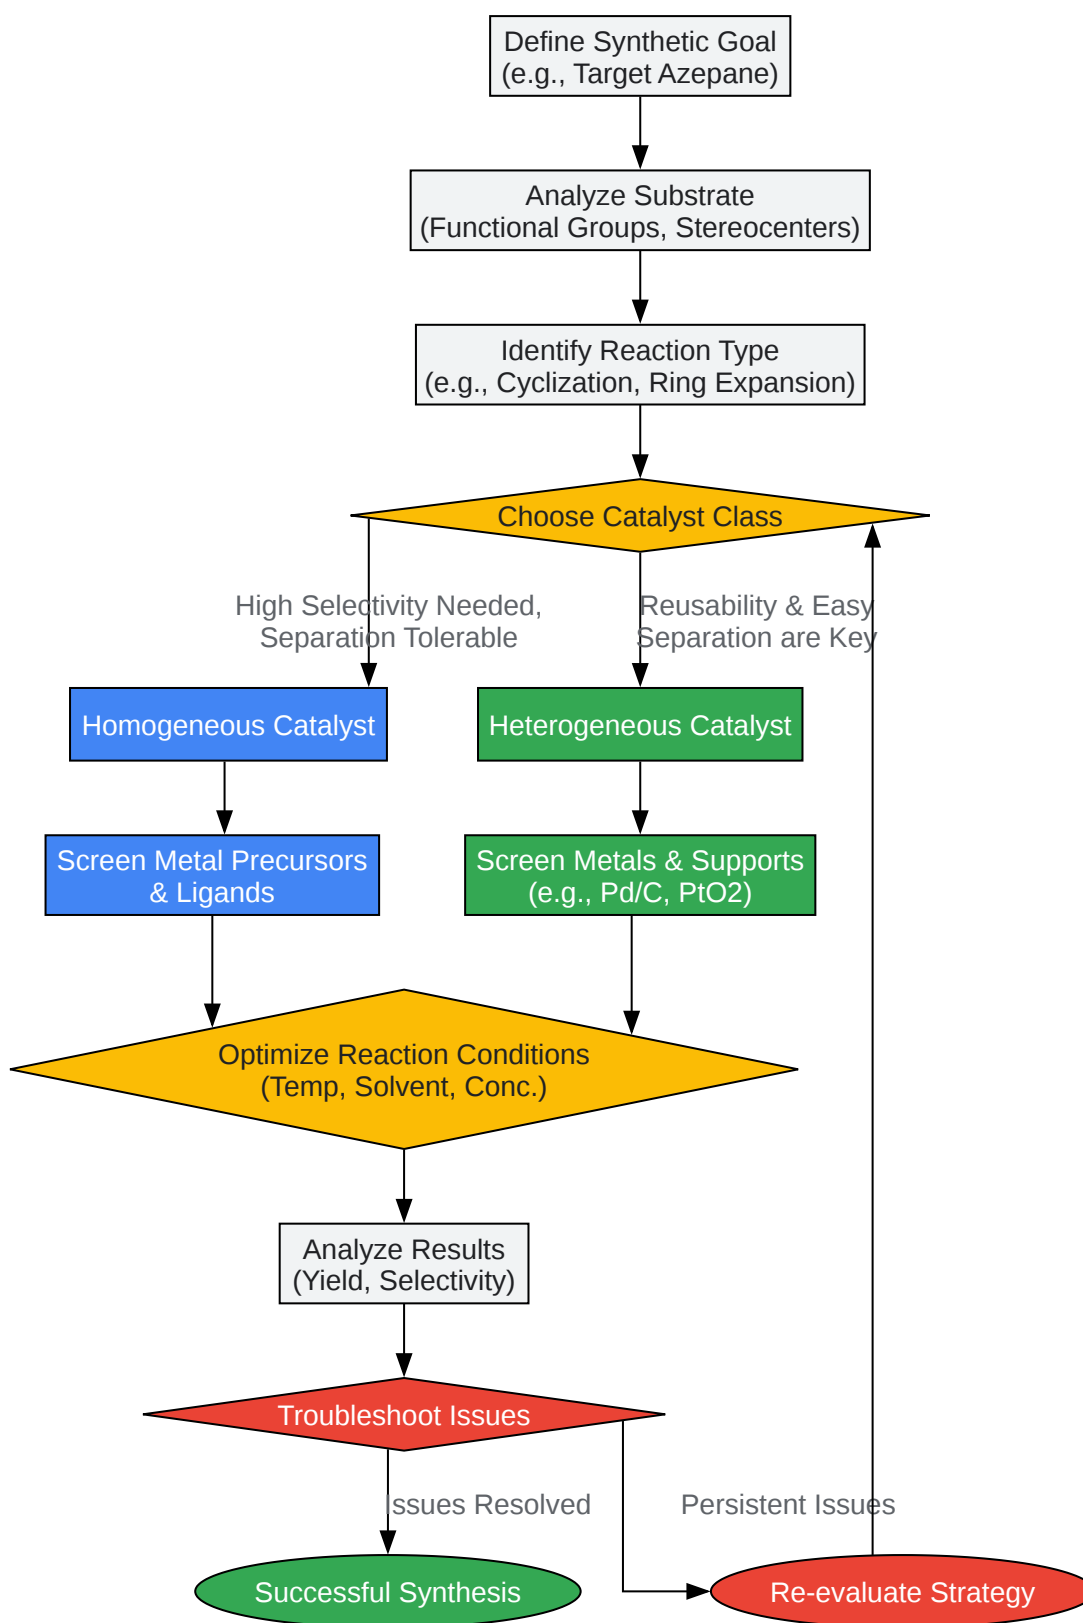 Define Synthetic Goal
(e.g., Target Azepane)
Analyze Substrate
(Functional Groups, Stereocenters)
Identify Reaction Type
(e.g., Cyclization, Ring Expansion)
Choose Catalyst Class
High Selectivity Needed,
Separation Tolerable
Reusability & Easy
Separation are Key
Homogeneous Catalyst
Heterogeneous Catalyst
Screen Metal Precursors
& Ligands
Screen Metals & Supports
(e.g., Pd/C, PtO2)
Optimize Reaction Conditions
(Temp, Solvent, Conc.)
Analyze Results
(Yield, Selectivity)
Troubleshoot Issues
Issues Resolved
Persistent Issues
Successful Synthesis
Re-evaluate Strategy